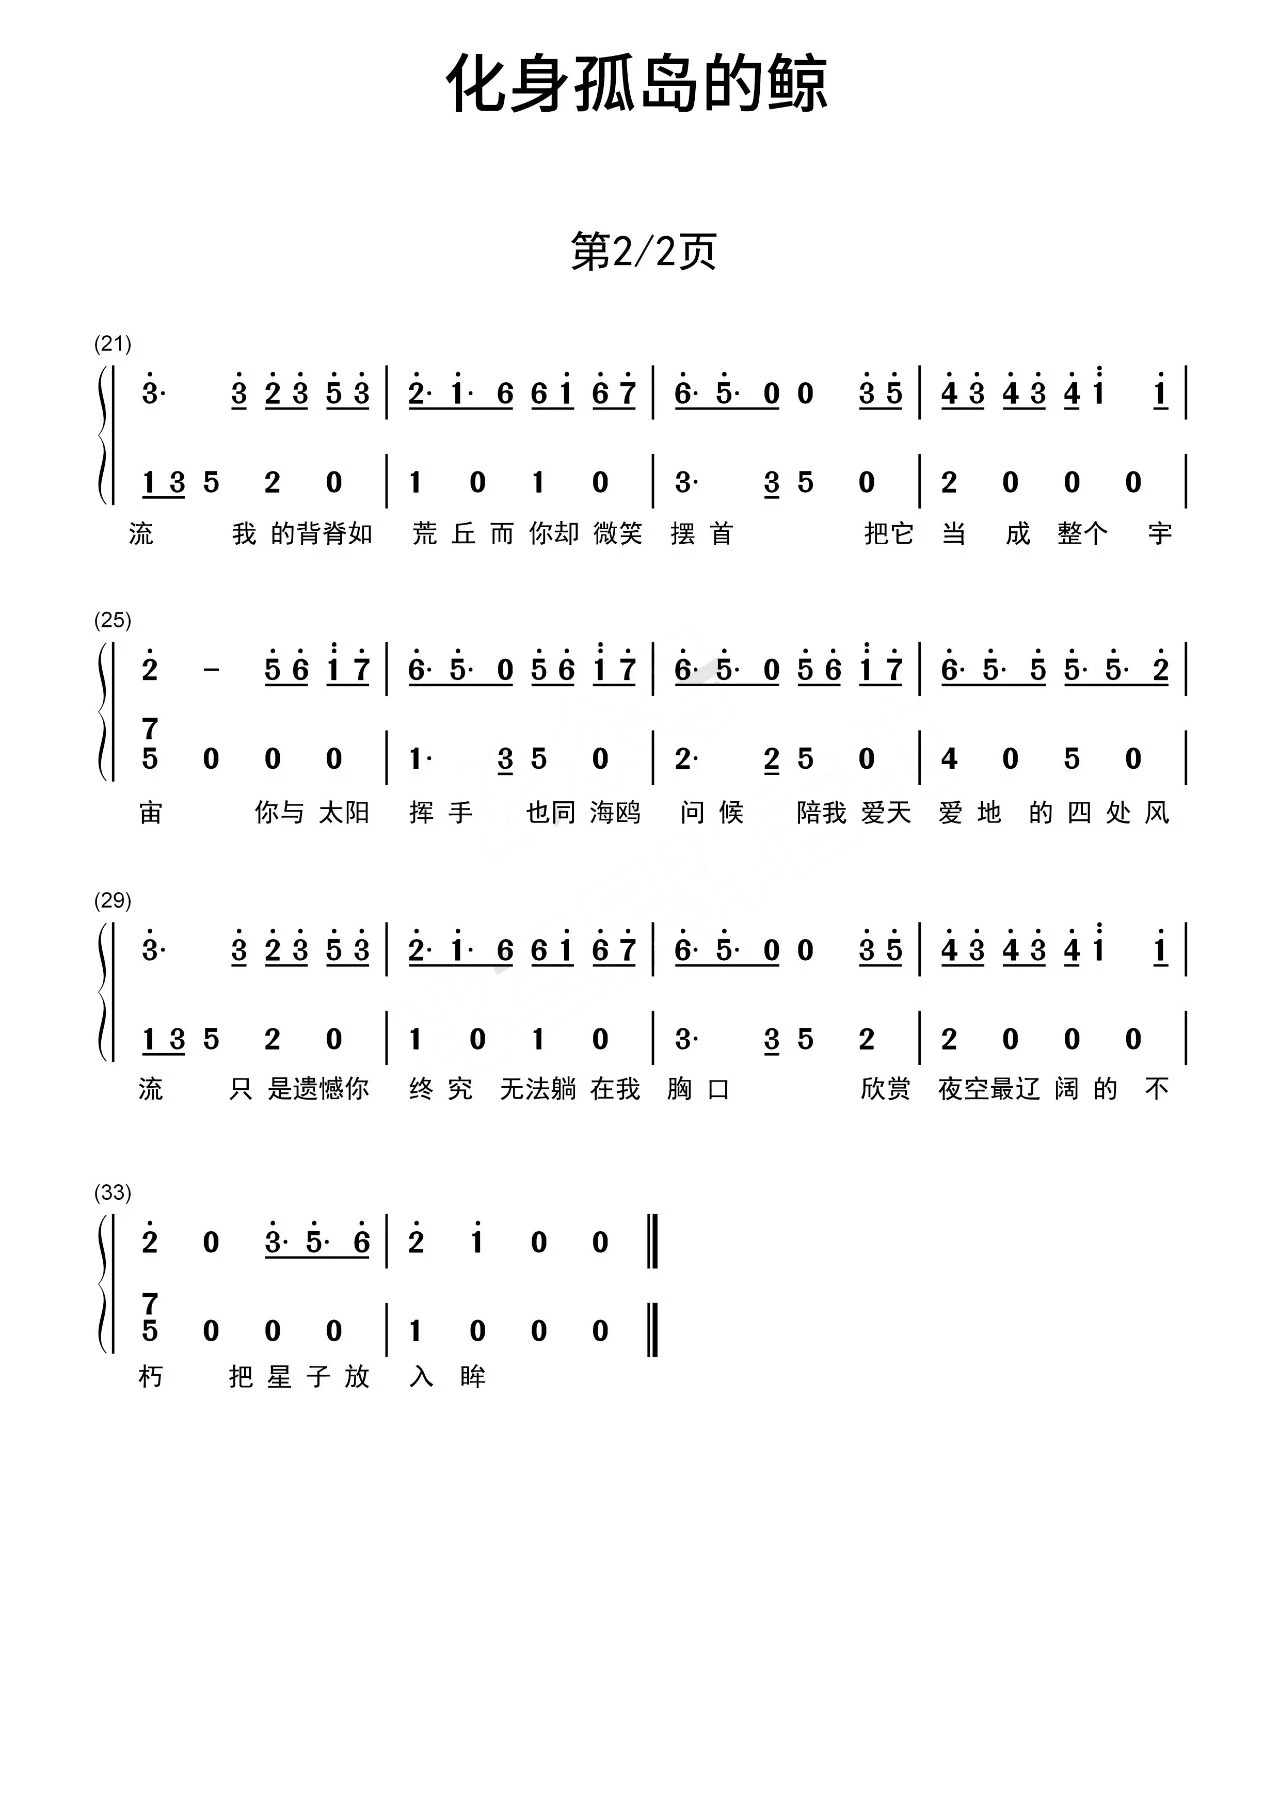 化身孤岛的鲸
第2/2页
(21)
3· 3 2 3 5 3 | 2· 1· 6 6 1 6 7 | 6· 5· 0 0 3 5 | 4 3 4 3 4 1 1 |
1 3 5 2 0 | 1 0 1 0 | 3· 3 5 0 | 2 0 0 0 |
流 我 的背脊如 荒 丘 而 你却 微笑 摆 首 把它 当 成 整个 宇
(25)
2 – 5 6 1 7 | 6· 5· 0 5 6 1 7 | 6· 5· 0 5 6 1 7 | 6· 5· 5 5· 5· 2 |
7
5 0 0 0 | 1· 3 5 0 | 2· 2 5 0 | 4 0 5 0 |
宙 你与 太阳 挥 手 也同 海鸥 问 候 陪我 爱天 爱 地 的 四 处 风
(29)
3· 3 2 3 5 3 | 2· 1· 6 6 1 6 7 | 6· 5· 0 0 3 5 | 4 3 4 3 4 1 1 |
1 3 5 2 0 | 1 0 1 0 | 3· 3 5 2 | 2 0 0 0 |
流 只 是遗憾你 终 究 无法躺 在我 胸 口 欣赏 夜空最辽 阔 的 不
(33)
2 0 3· 5· 6 | 2 1 0 0
7
5 0 0 0 | 1 0 0 0
朽 把 星 子 放 入 眸